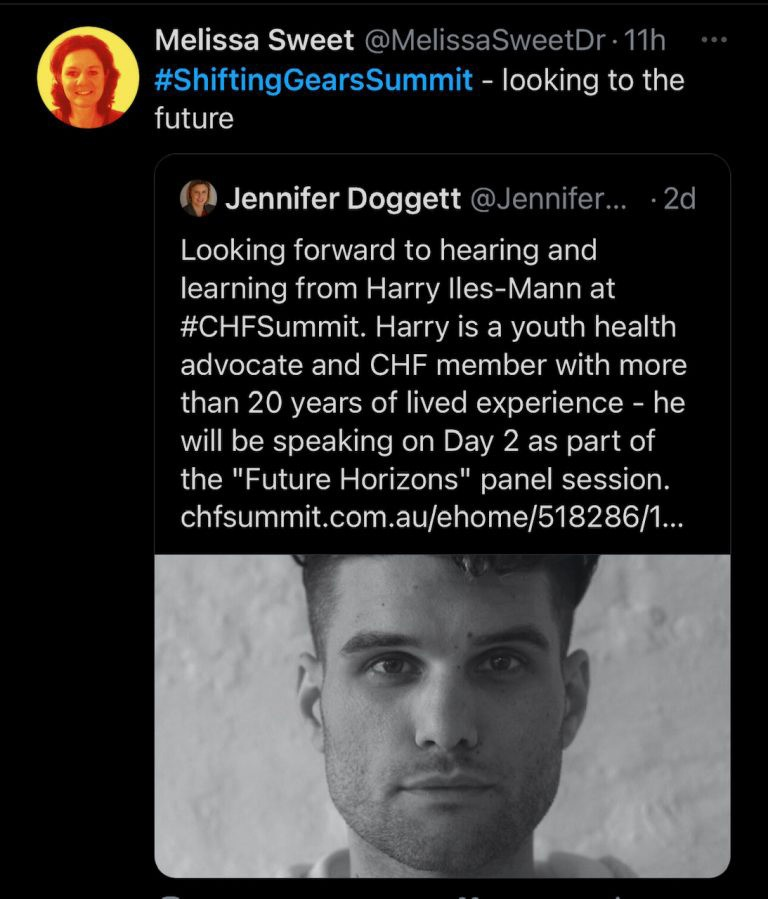 Melissa Sweet @MelissaSweetDr · 11h ...
#ShiftingGearsSummit - looking to the
future
Jennifer Doggett @Jennifer... · 2d
Looking forward to hearing and
learning from Harry Iles-Mann at
#CHFSummit. Harry is a youth health
advocate and CHF member with more
than 20 years of lived experience - he
will be speaking on Day 2 as part of
the "Future Horizons" panel session.
chfsummit.com.au/ehome/518286/1...